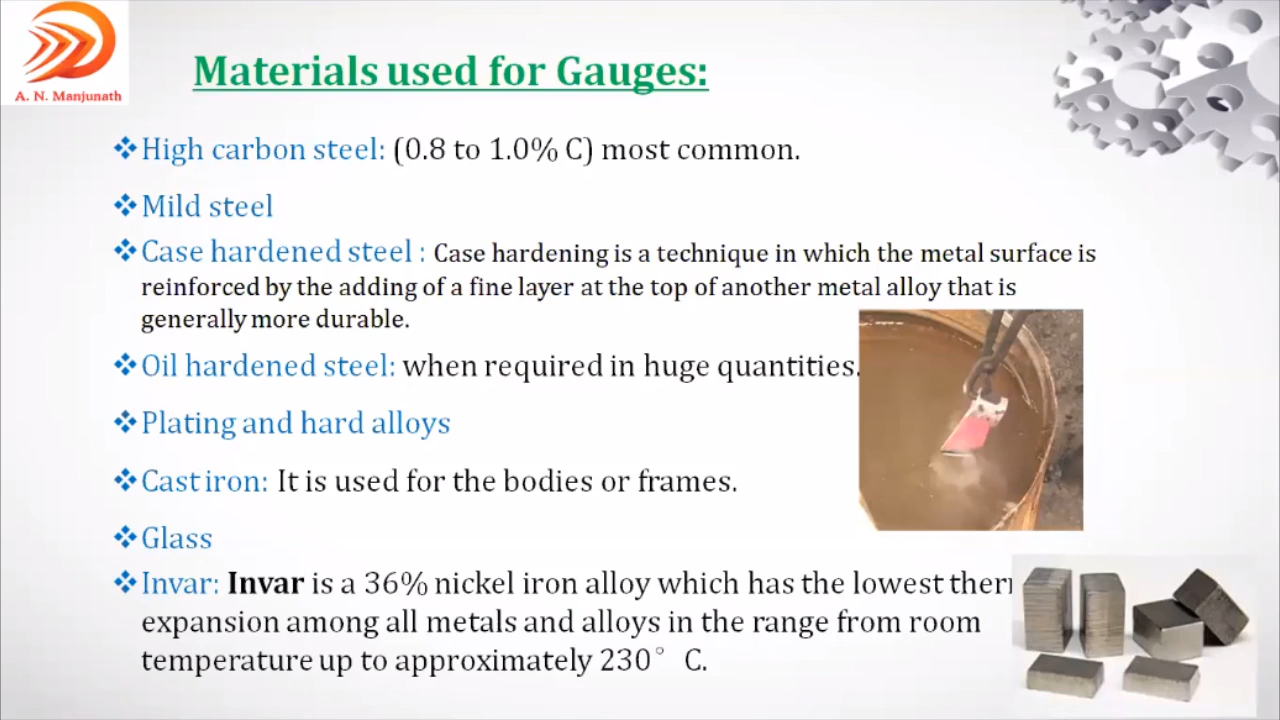 A. N. Manjunath
Materials used for Gauges:
❖High carbon steel: (0.8 to 1.0% C) most common.
❖Mild steel
❖Case hardened steel : Case hardening is a technique in which the metal surface is
reinforced by the adding of a fine layer at the top of another metal alloy that is
generally more durable.
❖Oil hardened steel: when required in huge quantities.
❖Plating and hard alloys
❖Cast iron: It is used for the bodies or frames.
❖Glass
❖Invar: Invar is a 36% nickel iron alloy which has the lowest
expansion among all metals and alloys in the range from room
temperature up to approximately 230° C.